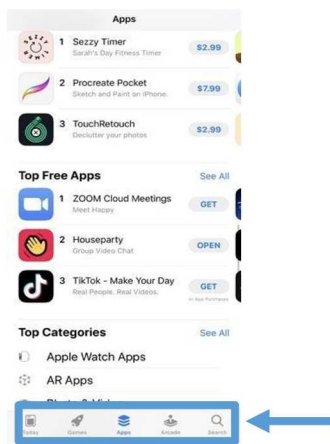 Apps
1 Sezzy Timer
Sarah's Day Fitness Timer
$2.99
2 Procreate Pocket
Sketch and Paint on iPhone.
$7.99
3 TouchRetouch
Declutter your photos
$2.99
Top Free Apps See All
1 ZOOM Cloud Meetings
Meet Happy
GET
2 Houseparty
Group Video Chat
OPEN
3 TikTok - Make Your Day
Real People. Real Videos.
GET
In-App Purchases
Top Categories See All
Apple Watch Apps
AR Apps
Today Games Apps Arcade Search